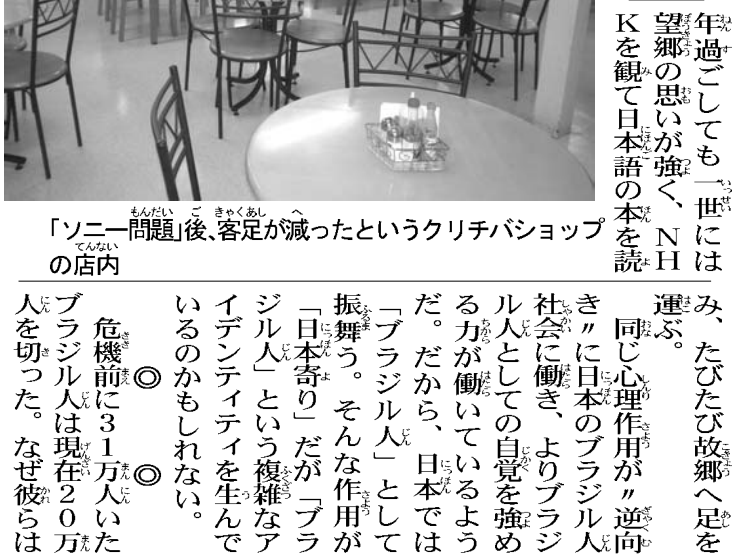 年過ごしても一世には
望郷の思いが強く、NH
Kを観て日本語の本を読
「ソニー問題」後、客足が減ったというクリチバショップ
の店内
み、たびたび故郷へ足を
運ぶ。
同じ心理作用が〃逆向
き〃に日本のブラジル人
社会に働き、よりブラジ
ル人としての自覚を強め
る力が働いているよう
だ。だから、日本では
「ブラジル人」として
振舞う。そんな作用が
「日本寄り」だが「ブラ
ジル人」という複雑なア
イデンティティを生んで
いるのかもしれない。
◎　◎
危機前に31万人いた
ブラジル人は現在20万
人を切った。なぜ彼らは